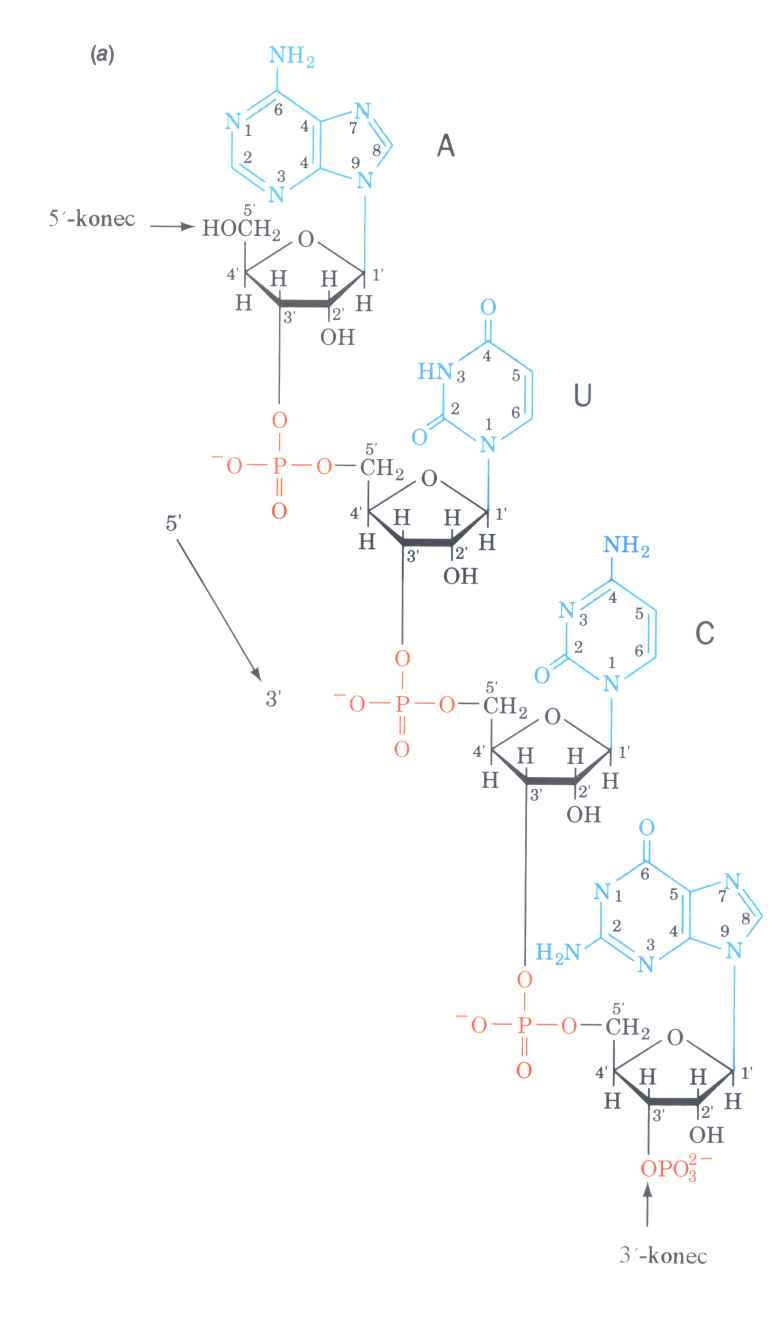 (a)
NH2
6
N
1
4
N
7
A
2
3
N
4
9
8
N
5´-konec
5'
HOCH2
O
4'
H
H
1'
H
3'
2'
H
OH
O
4
HN
3
5
U
2
6
1
O
N
O
−O—P—O—CH2
5'
O
O
4'
H
H
1'
H
3'
2'
H
OH
5'
3'
NH2
4
N
3
5
C
2
6
1
O
N
O
−O—P—O—CH2
5'
O
O
4'
H
H
1'
H
3'
2'
H
OH
O
6
N
1
5
N
7
2
4
8
H2N
3
N
9
N
O
−O—P—O—CH2
5'
O
O
4'
H
H
1'
H
3'
2'
H
OH
OPO3 2−
3´-konec